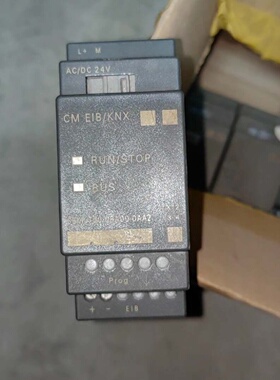 L+ M
AC/DC 24V
CM EIB/KNX
RUN/STOP
BUS
Prog
+ - EIB